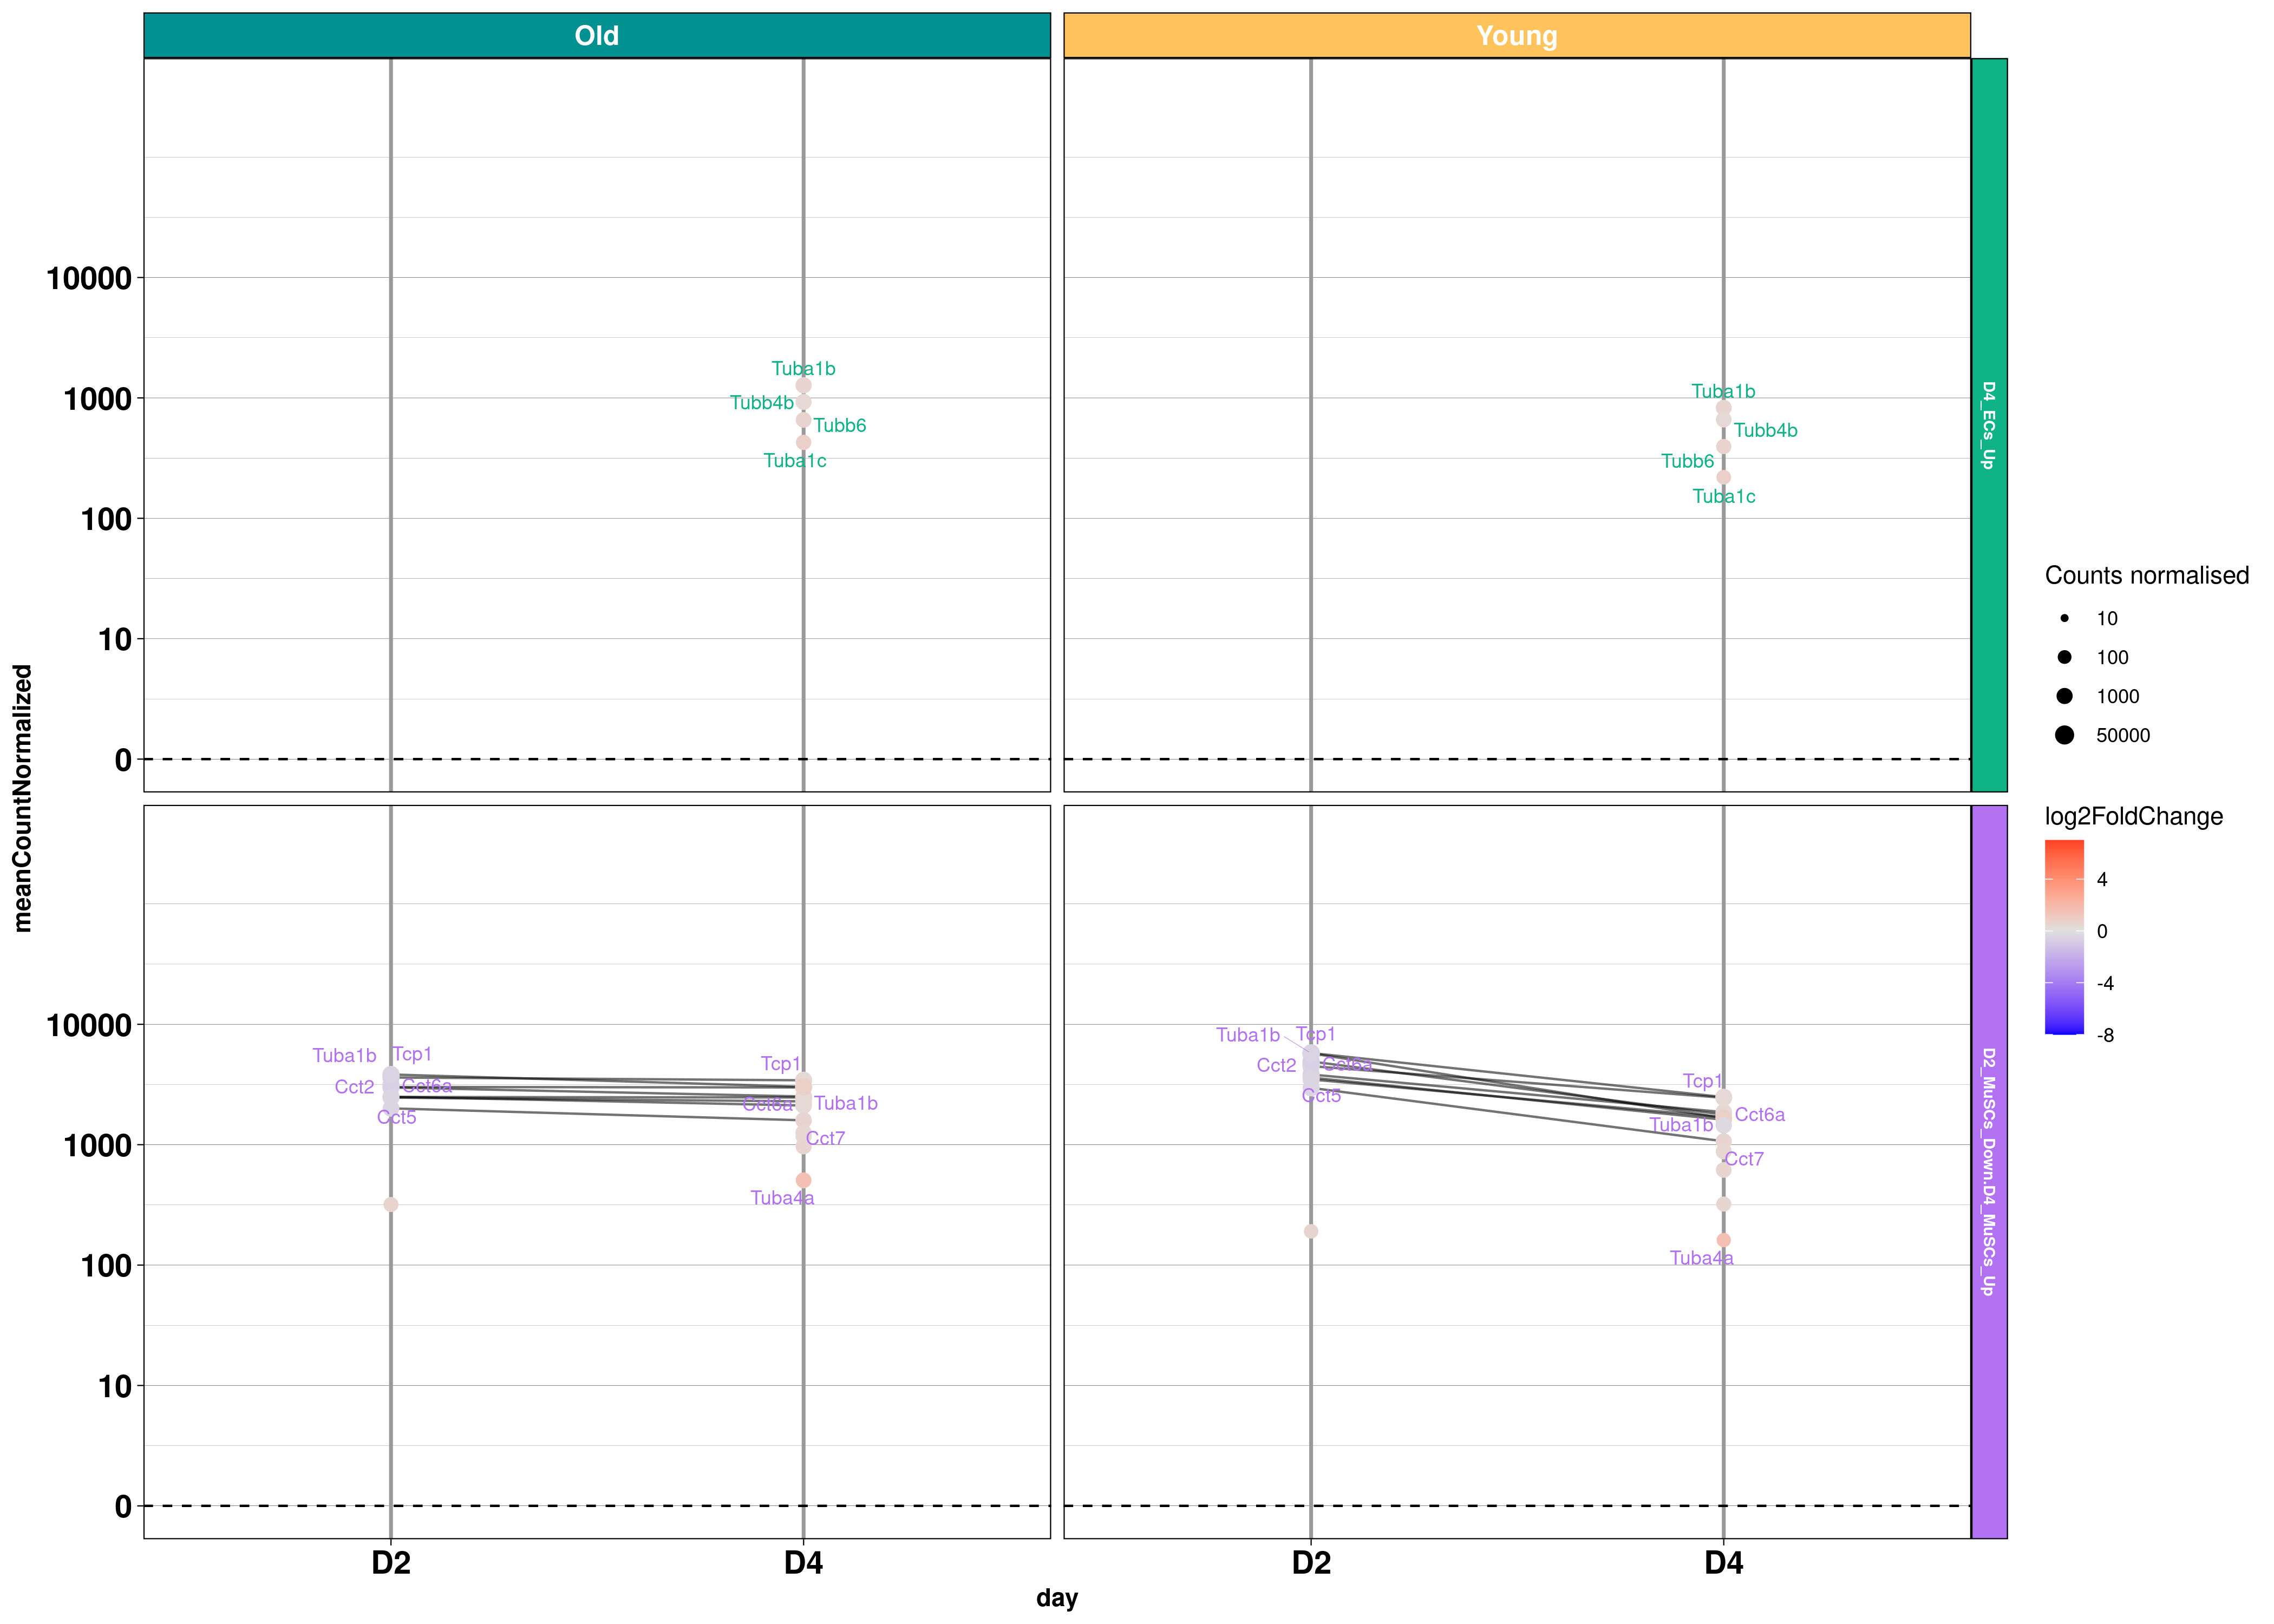 Old
Young
10000
1000
100
10
0
Tuba1b
Tubb4b
Tubb6
Tuba1c
Tuba1b
Tubb4b
Tubb6
Tuba1c
D4_ECs_Up
meanCountNormalized
10000
1000
100
10
0
Tuba1b
Tcp1
Cct2
Cct6a
Cct5
Tcp1
Cct6a
Tuba1b
Cct7
Tuba4a
Tuba1b
Tcp1
Cct2
Cct6a
Cct5
Tcp1
Cct6a
Tuba1b
Cct7
Tuba4a
D2_MuSCs_Down.D4_MuSCs_Up
D2
D4
D2
D4
day
Counts normalised
10
100
1000
50000
log2FoldChange
4
0
-4
-8